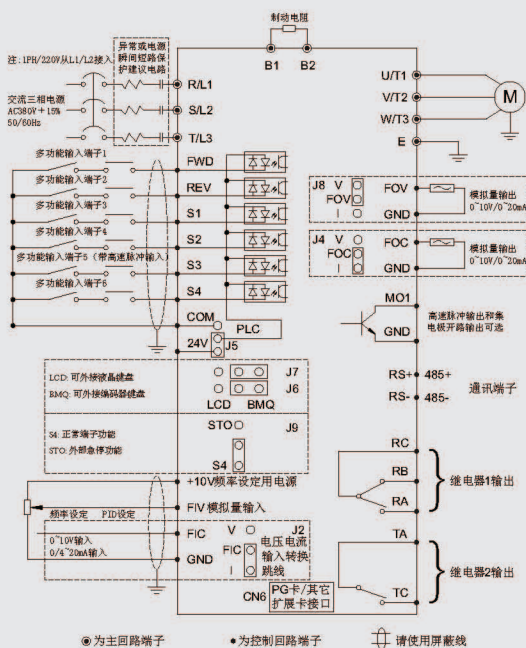 制动电阻
B1 B2
注:1PH/220V从L1/L2接入
异常或电源
瞬间短路保
护建议电路
交流三相电源
AC380V+15%
50/60Hz
R/L1
S/L2
T/L3
U/T1
V/T2
W/T3
E
M
多功能输入端子1
FWD
多功能输入端子2
REV
多功能输入端子3
S1
多功能输入端子4
S2
多功能输入端子5(带高速脉冲输入)
S3
多功能输入端子6
S4
COM
24V
PLC
J5
J8 V
FOV
I
FOV
GND
模拟量输出
0~10V/0~20mA
J4 V
FOC
I
FOC
GND
模拟量输出
0~10V/0~20mA
MO1
GND
高速脉冲输出和集
电极开路输出可选
LCD:可外接液晶键盘
BMQ:可外接编码器键盘
J7
J6
LCD BMQ
RS+ 485+
RS- 485-
通讯端子
S4:正常端子功能
STO:外部急停功能
STO
J9
S4
RC
RB
RA
继电器1输出
+10V频率设定用电源
FIV 模拟量输入
频率设定 PID设定
FIC
GND
0~10V输入
0/4~20mA输入
V
J2
FIC
I
电压电流
输入转换
跳线
TA
TC
继电器2输出
CN6
PG卡/其它
扩展卡接口
为主回路端子
为控制回路端子
请使用屏蔽线